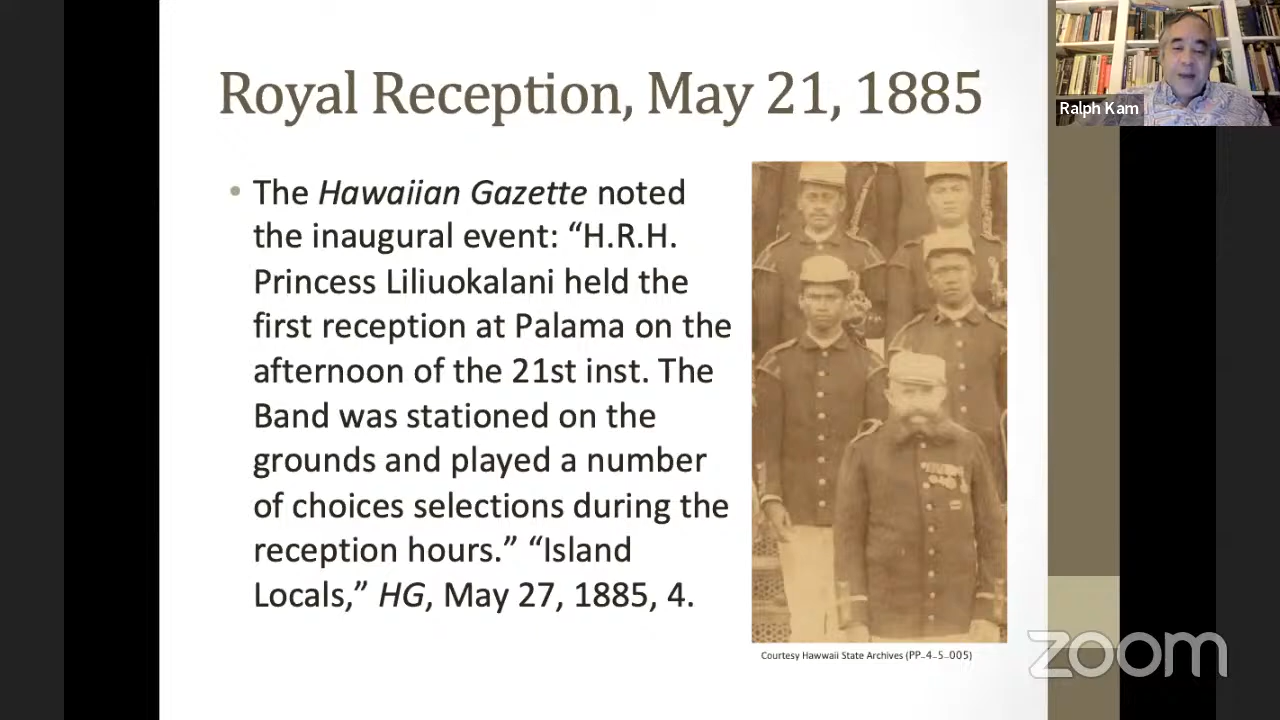 Royal Reception, May 21, 1885
• The Hawaiian Gazette noted
the inaugural event: “H.R.H.
Princess Liliuokalani held the
first reception at Palama on the
afternoon of the 21st inst. The
Band was stationed on the
grounds and played a number
of choices selections during the
reception hours.” “Island
Locals,” HG, May 27, 1885, 4.
Courtesy Hawwaii State Archives (PP-4-5-005)
Ralph Kam
zoom